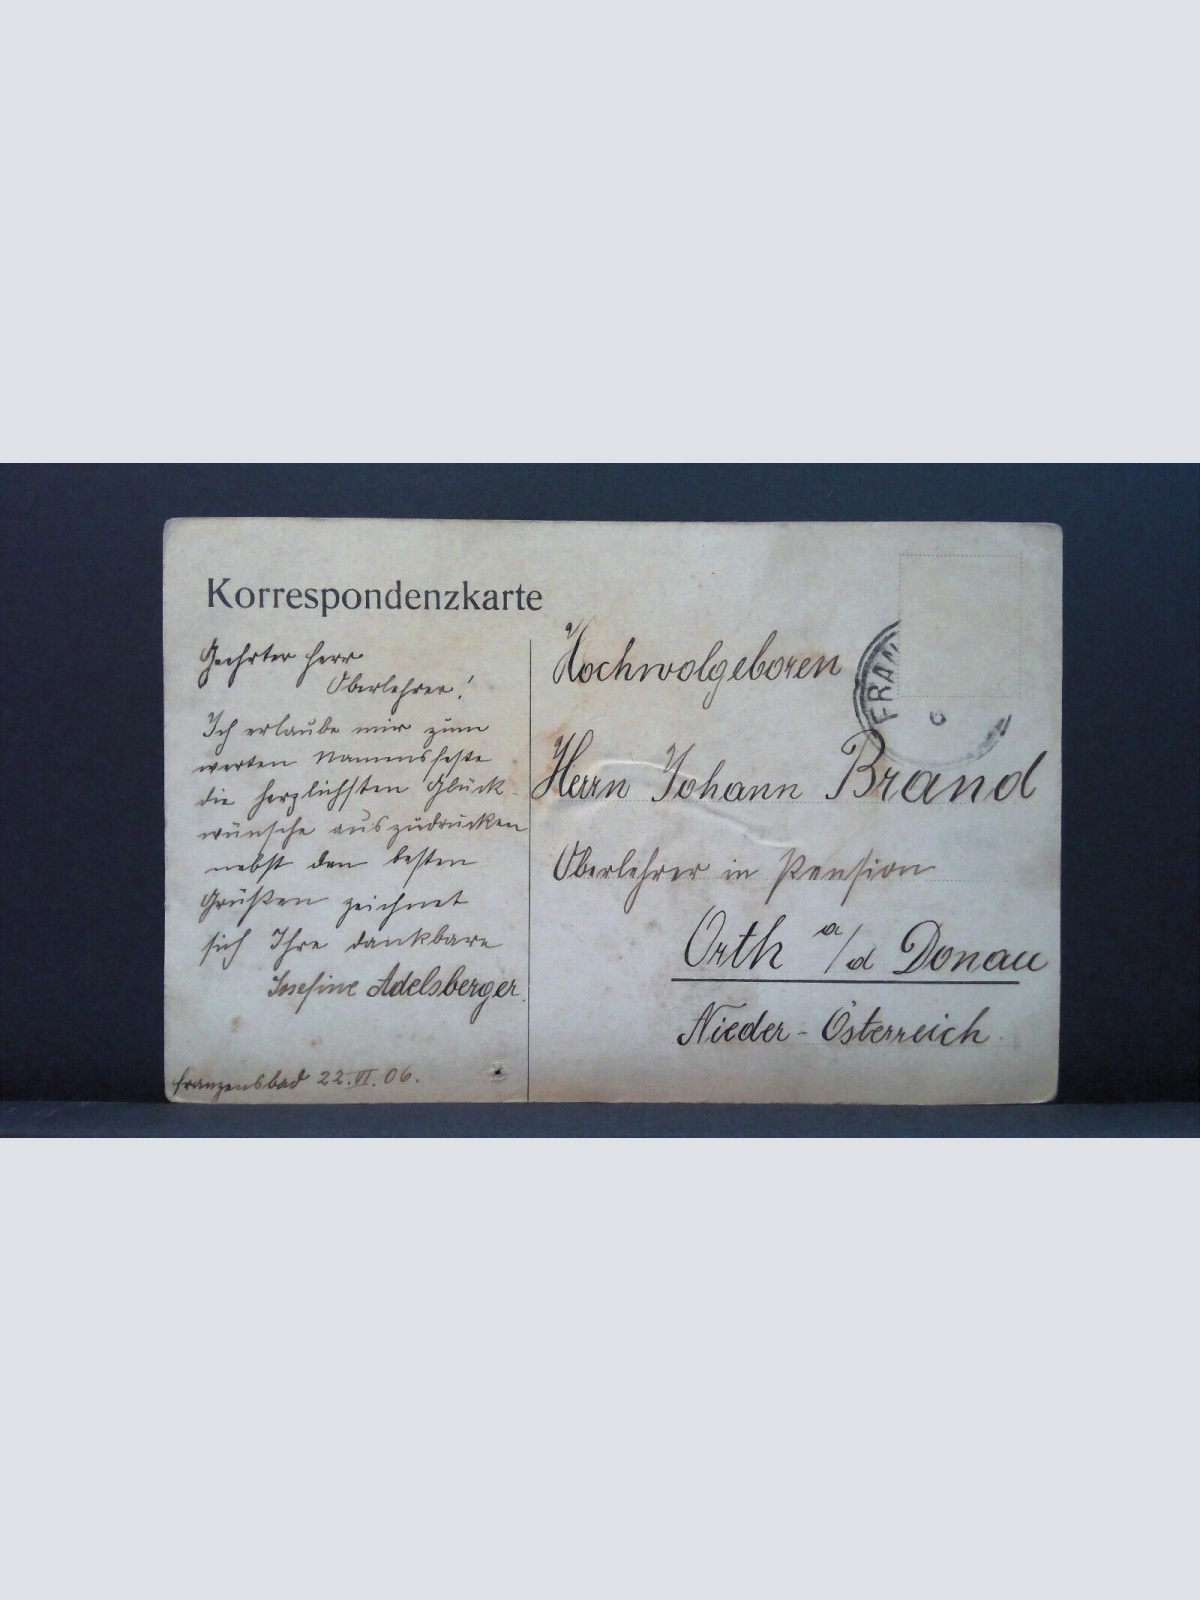 Korrespondenzkarte
Geehrter Herr
Oberlehrer!
Ich erlaube mir zum
werten Namensfeste
die herzlichsten Glück-
wünsche auszudrücken
nebst den besten
Grüßen zeichnet
sich Ihre dankbare
Josefine Adelsberger.
Franzensbad 22.VI.06.
Hochwolgeboren
FRAN
6
Herrn Johann Brand
Oberlehrer in Pension
Orth a/d Donau
Nieder-Österreich.